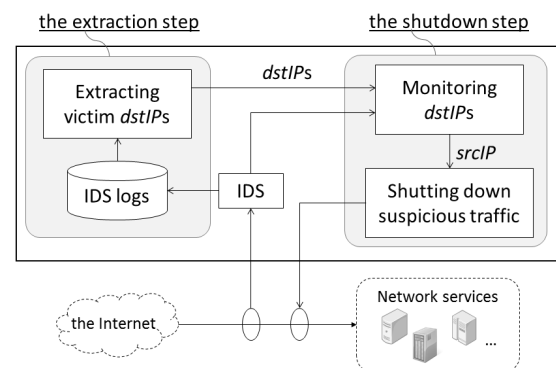 the extraction step
the shutdown step
Extracting
victim dstIPs
dstIPs
Monitoring
dstIPs
srcIP
IDS logs
IDS
Shutting down
suspicious traffic
the Internet
Network services
...